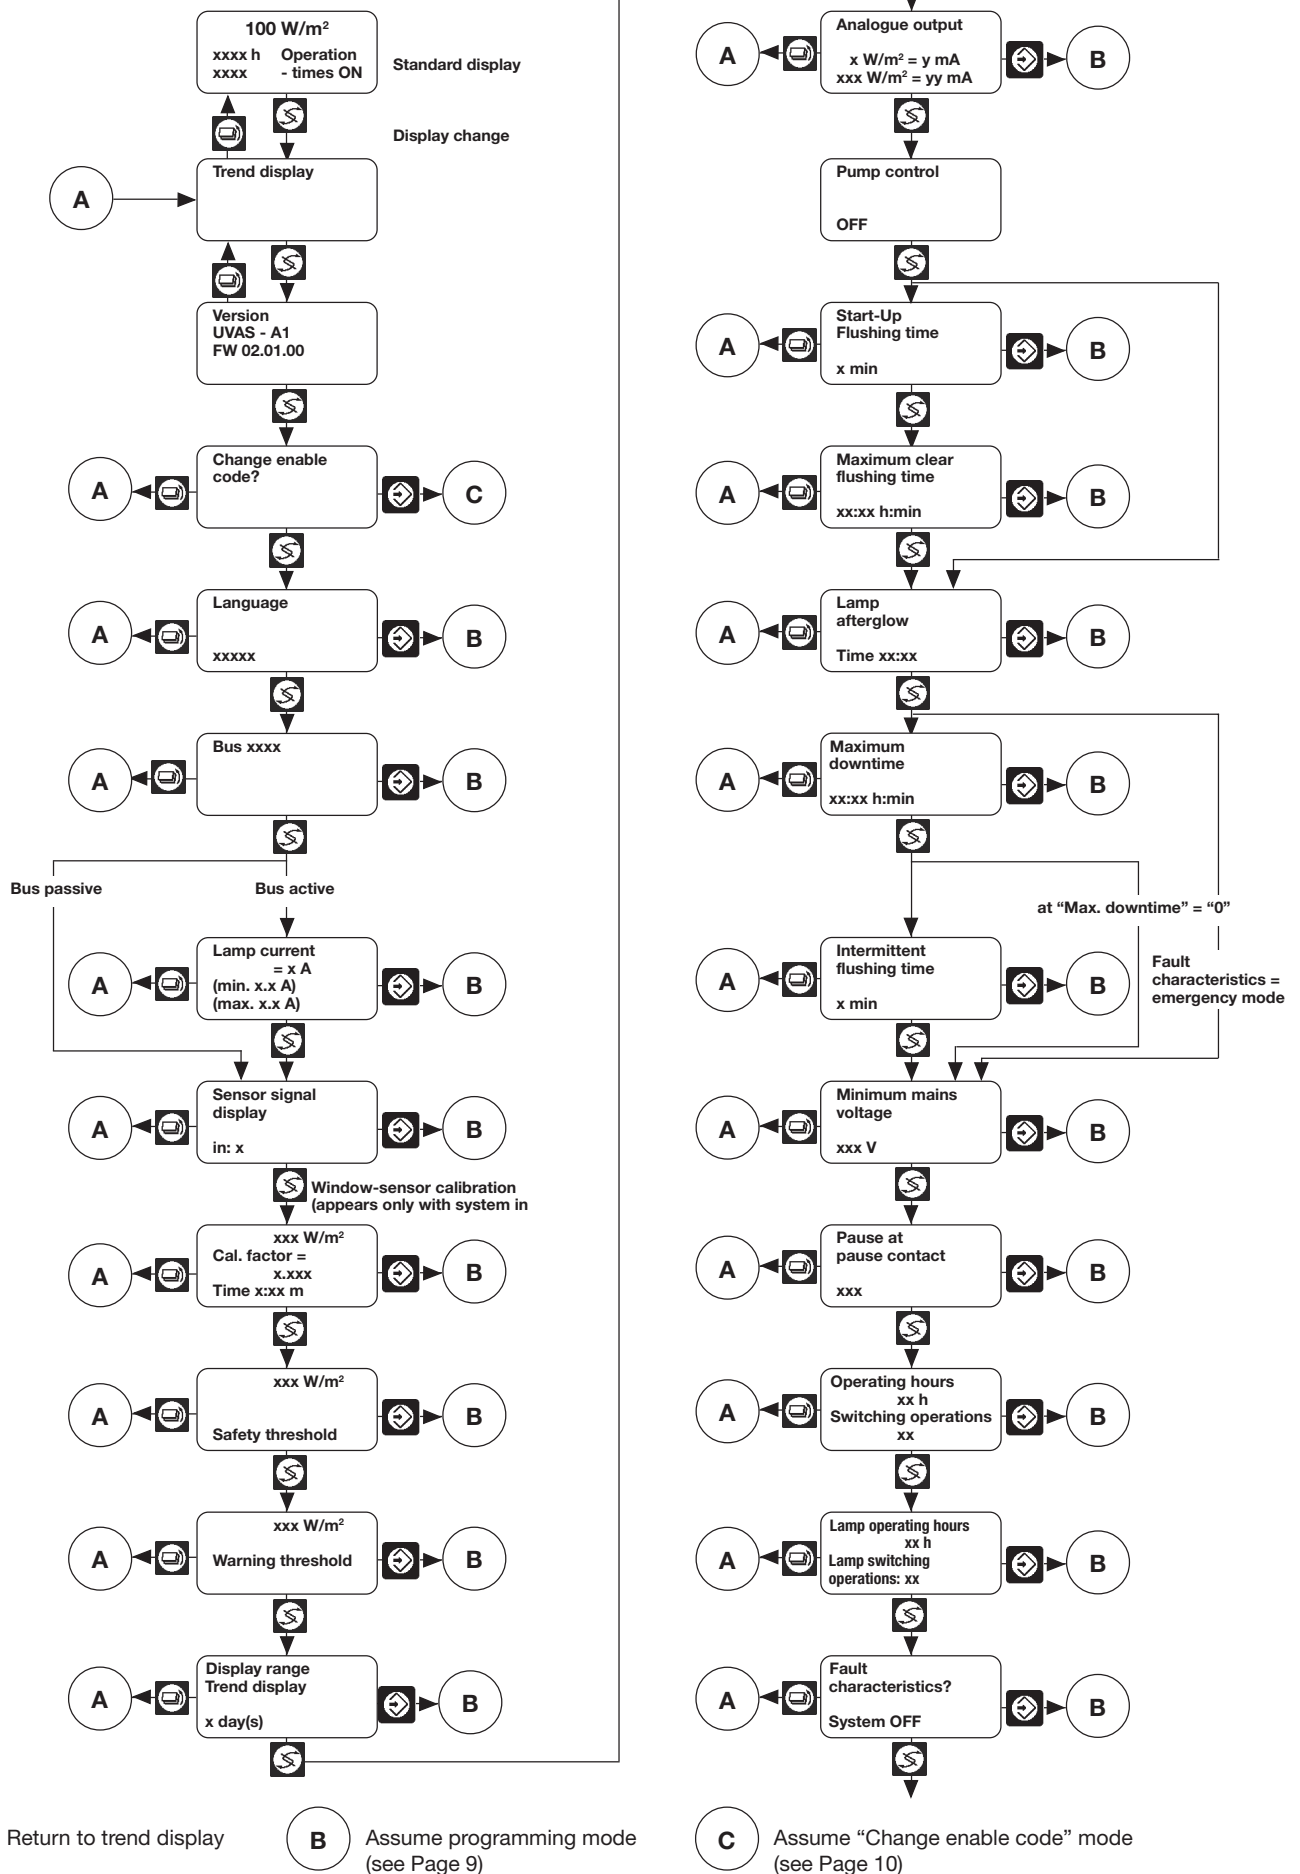 100 W/m²
xxxx h Operation
xxxx - times ON
Standard display
Display change
A
Trend display
Version
UVAS - A1
FW 02.01.00
A
Change enable
code?
C
A
Language
xxxxx
B
A
Bus xxxx
B
Bus passive
Bus active
A
Lamp current
= x A
(min. x.x A)
(max. x.x A)
B
A
Sensor signal
display
in: x
B
Window-sensor calibration
(appears only with system in
A
xxx W/m²
Cal. factor =
x.xxx
Time x:xx m
B
A
xxx W/m²
Safety threshold
B
A
xxx W/m²
Warning threshold
B
A
Display range
Trend display
x day(s)
B
A
Analogue output
x W/m² = y mA
xxx W/m² = yy mA
B
Pump control
OFF
A
Start-Up
Flushing time
x min
B
A
Maximum clear
flushing time
xx:xx h:min
B
A
Lamp
afterglow
Time xx:xx
B
A
Maximum
downtime
xx:xx h:min
B
at “Max. downtime” = “0”
Fault
characteristics =
emergency mode
A
Intermittent
flushing time
x min
B
A
Minimum mains
voltage
xxx V
B
A
Pause at
pause contact
xxx
B
A
Operating hours
xx h
Switching operations
xx
B
A
Lamp operating hours
xx h
Lamp switching
operations: xx
B
A
Fault
characteristics?
System OFF
B
Return to trend display
B
Assume programming mode
(see Page 9)
C
Assume “Change enable code” mode
(see Page 10)